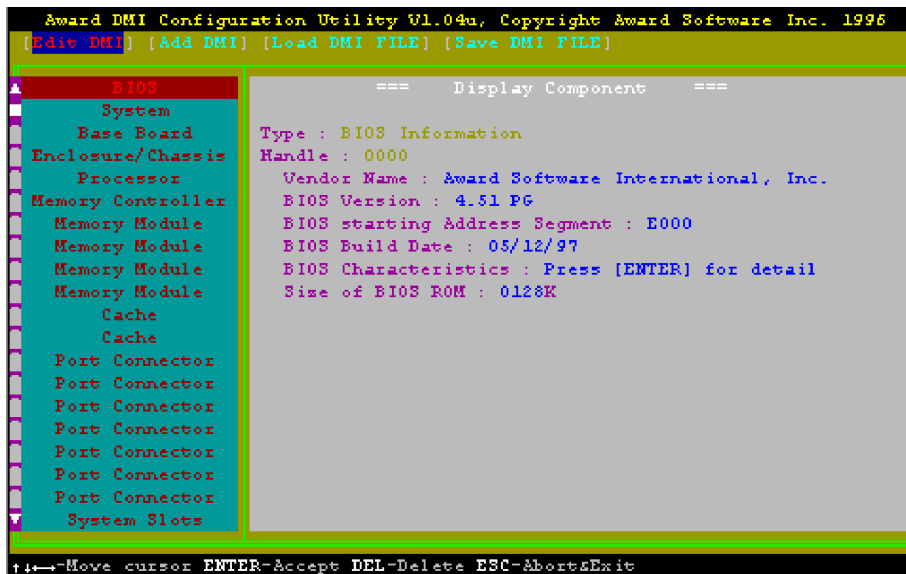 Award DMI Configuration Utility V1.04u, Copyright Award Software Inc. 1996
[Edit DMI] [Add DMI] [Load DMI FILE] [Save DMI FILE]
BIOS
System
Base Board
Enclosure/Chassis
Processor
Memory Controller
Memory Module
Memory Module
Memory Module
Memory Module
Cache
Cache
Port Connector
Port Connector
Port Connector
Port Connector
Port Connector
Port Connector
Port Connector
System Slots
=== Display Component ===
Type : BIOS Information
Handle : 0000
Vendor Name : Award Software International, Inc.
BIOS Version : 4.51 PG
BIOS starting Address Segment : E000
BIOS Build Date : 05/12/97
BIOS Characteristics : Press [ENTER] for detail
Size of BIOS ROM : 0128K
↑↓←→-Move cursor ENTER-Accept DEL-Delete ESC-Abort&Exit